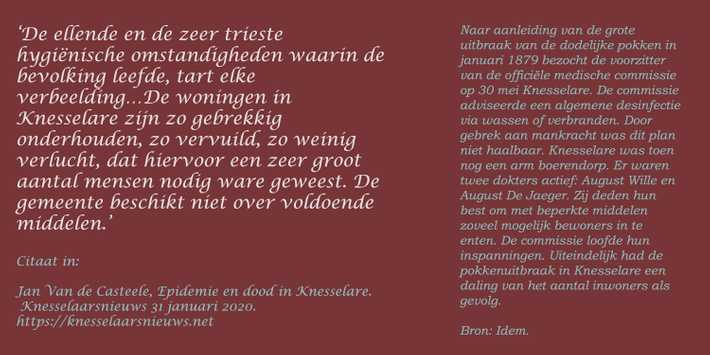 ‘De ellende en de zeer trieste
hygiënische omstandigheden waarin de
bevolking leefde, tart elke
verbeelding…De woningen in
Knesselare zijn zo gebrekkig
onderhouden, zo vervuild, zo weinig
verlucht, dat hiervoor een zeer groot
aantal mensen nodig ware geweest. De
gemeente beschikt niet over voldoende
middelen.’
Citaat in:
Jan Van de Casteele, Epidemie en dood in Knesselare.
Knesselaarsnieuws 31 januari 2020.
https://knesselaarsnieuws.net
Naar aanleiding van de grote
uitbraak van de dodelijke pokken in
januari 1879 bezocht de voorzitter
van de officiële medische commissie
op 30 mei Knesselare. De commissie
adviseerde een algemene desinfectie
via wassen of verbranden. Door
gebrek aan mankracht was dit plan
niet haalbaar. Knesselare was toen
nog een arm boerendorp. Er waren
twee dokters actief: August Wille en
August De Jaeger. Zij deden hun
best om met beperkte middelen
zoveel mogelijk bewoners in te
enten. De commissie loofde hun
inspanningen. Uiteindelijk had de
pokkenuitbraak in Knesselare een
daling van het aantal inwoners als
gevolg.
Bron: Idem.